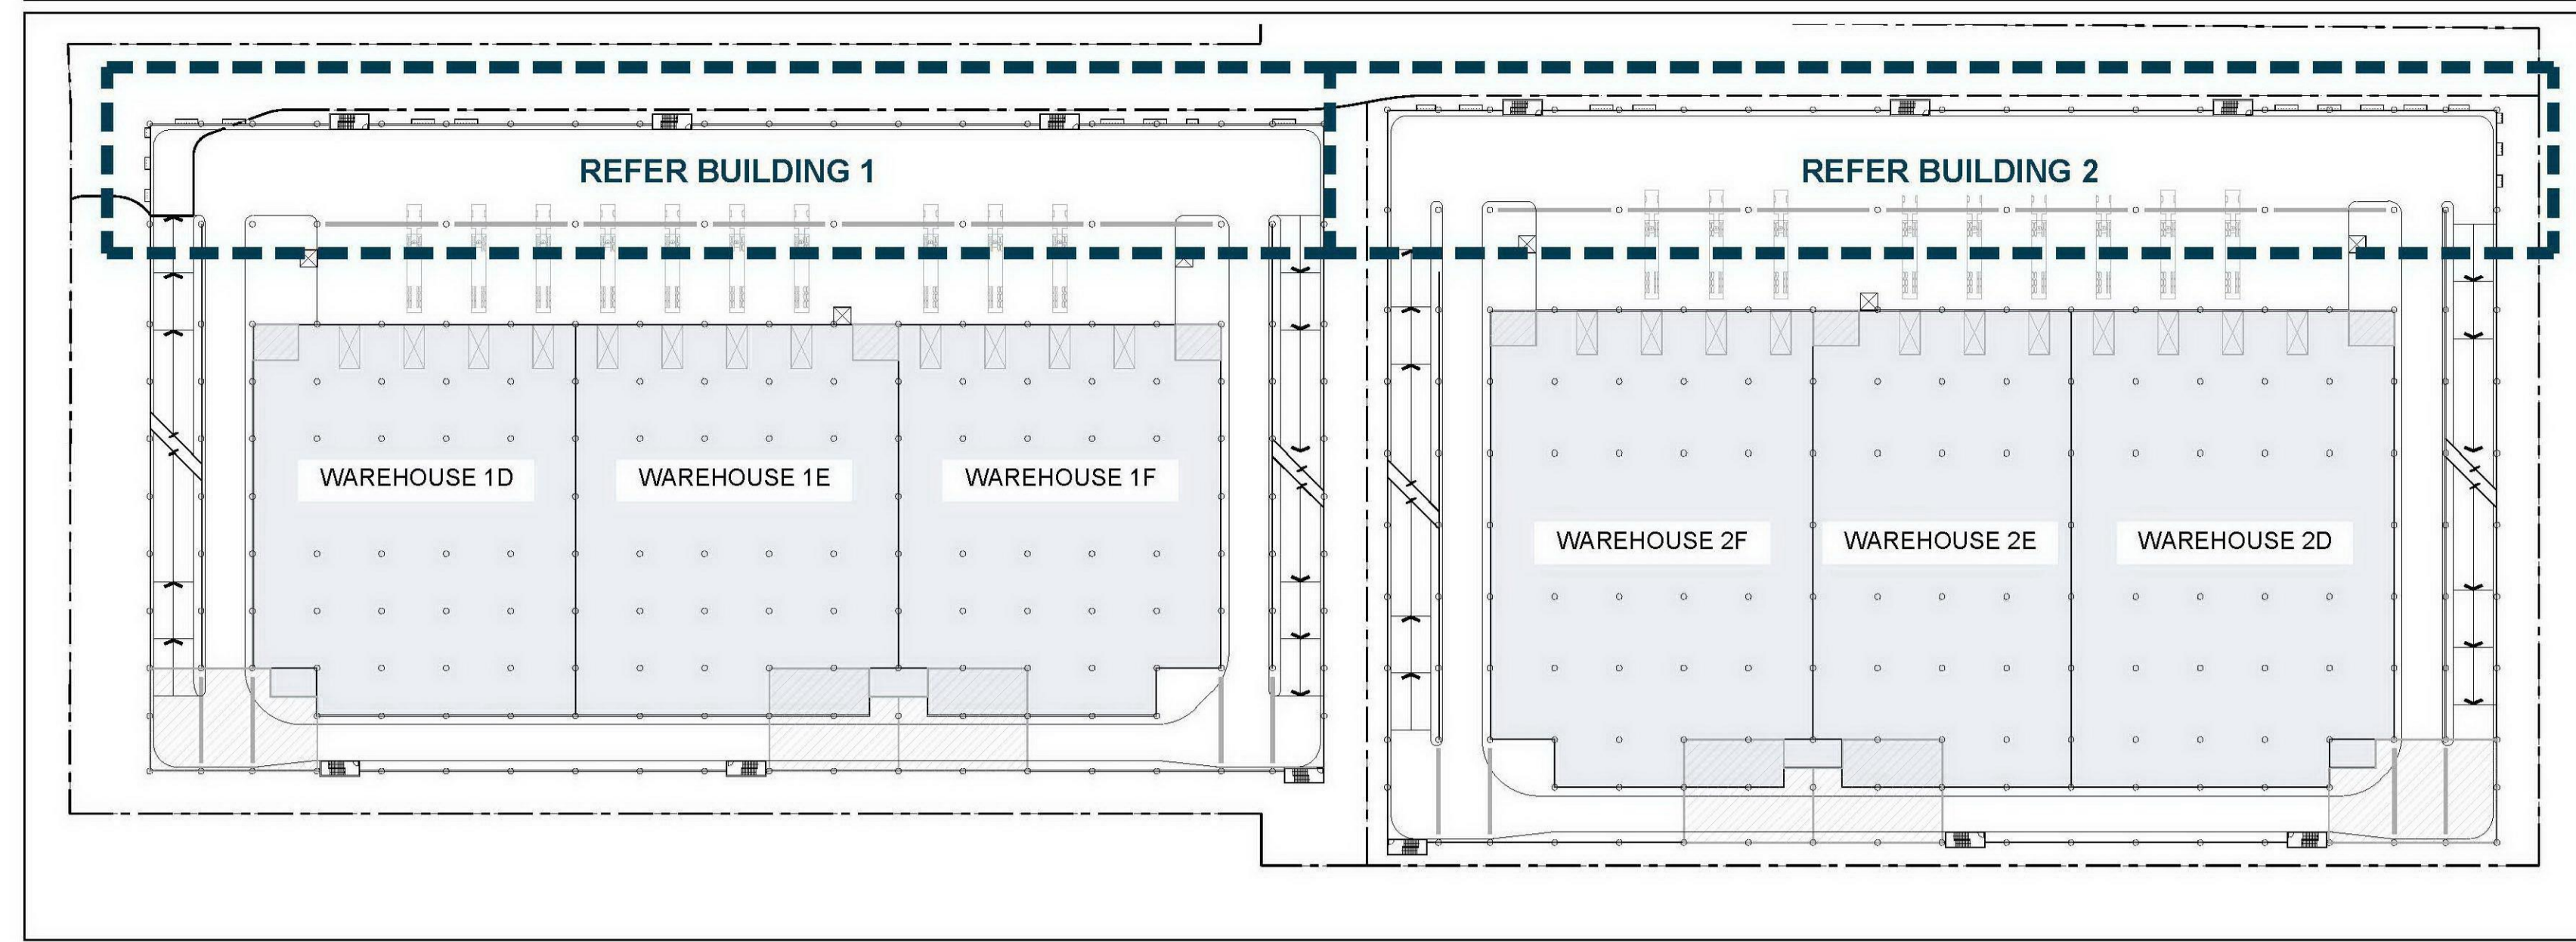 REFER BUILDING 1
REFER BUILDING 2
WAREHOUSE 1D
WAREHOUSE 1E
WAREHOUSE 1F
WAREHOUSE 2F
WAREHOUSE 2E
WAREHOUSE 2D